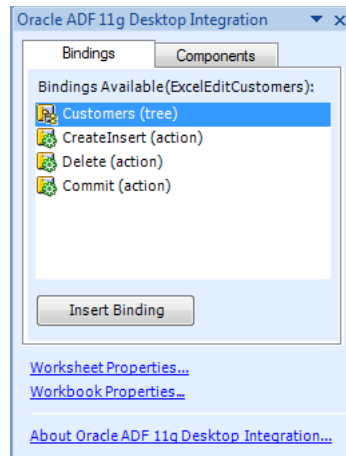 Oracle ADF 11g Desktop Integration
Bindings
Components
Bindings Available(ExcelEditCustomers):
Customers (tree)
CreateInsert (action)
Delete (action)
Commit (action)
Insert Binding
Worksheet Properties...
Workbook Properties...
About Oracle ADF 11g Desktop Integration...